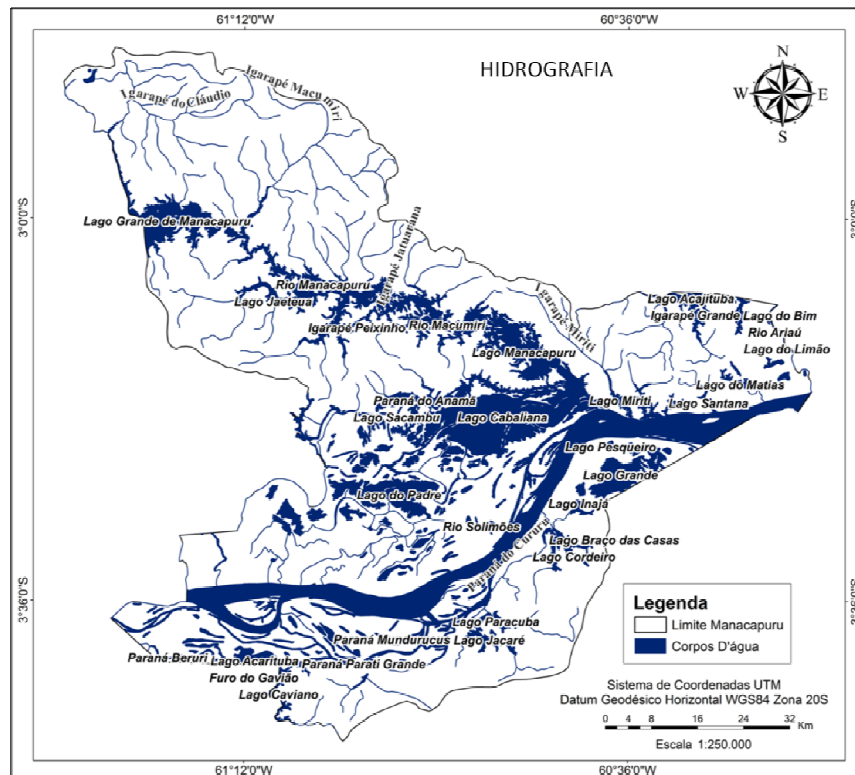 61°12'0"W
60°36'0"W
HIDROGRAFIA
N
W
E
S
Igarapé Macumiri
Igarapé do Cláudio
3°0'0"S
Lago Grande de Manacapuru
Igarapé Jatuarana
Rio Manacapuru
Lago Jaeteua
Igarapé Peixinho
Rio Macumiri
Igarapé Miriti
Lago Acajituba
Igarapé Grande
Lago do Bim
Rio Ariaú
Lago do Limão
Lago Manacapuru
Lago do Matias
Paraná do Anamã
Lago Miriti
Lago Santana
Lago Sacambu
Lago Cabaliana
Lago Pesqüeiro
Lago Grande
Lago do Padre
Lago Inajá
Rio Solimões
Paraná do Cururu
Lago Braço das Casas
Lago Cordeiro
3°36'0"S
Lago Paracuba
Paraná Mundurucus
Lago Jacaré
Paraná Beruri
Lago Acarituba
Paraná Parati Grande
Furo do Gavião
Lago Caviano
Legenda
Limite Manacapuru
Corpos D'água
Sistema de Coordenadas UTM
Datum Geodésico Horizontal WGS84 Zona 20S
0 4 8 16 24 32
Km
Escala 1:250.000
61°12'0"W
60°36'0"W